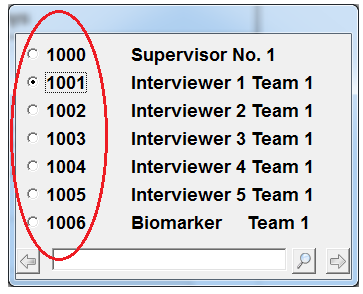 1000 Supervisor No. 1
1001 Interviewer 1 Team 1
1002 Interviewer 2 Team 1
1003 Interviewer 3 Team 1
1004 Interviewer 4 Team 1
1005 Interviewer 5 Team 1
1006 Biomarker Team 1